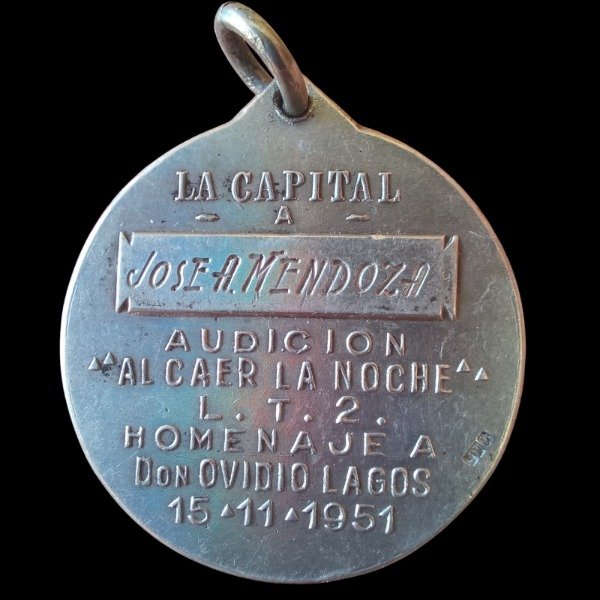 LA CAPITAL
- A -
JOSE A. MENDOZA
AUDICION
"AL CAER LA NOCHE"
L. T. 2.
HOMENAJE A
DON OVIDIO LAGOS
15-11-1951